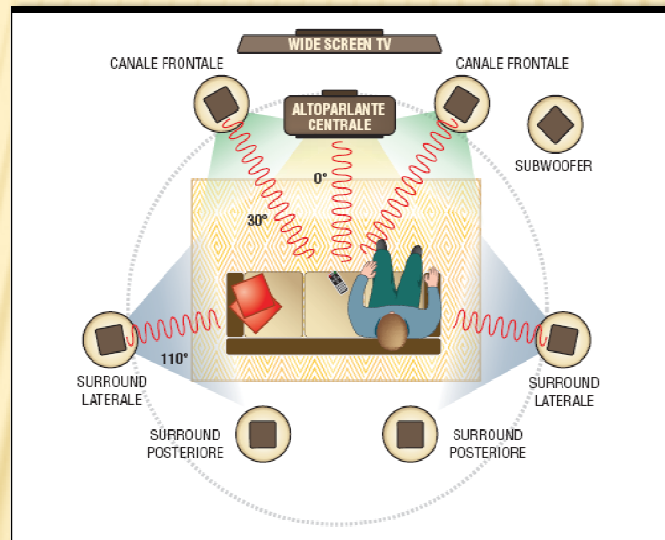 WIDE SCREEN TV
CANALE FRONTALE
CANALE FRONTALE
ALTOPARLANTE
CENTRALE
SUBWOOFER
0°
30°
110°
SURROUND
LATERALE
SURROUND
LATERALE
SURROUND
POSTERIORE
SURROUND
POSTERIORE